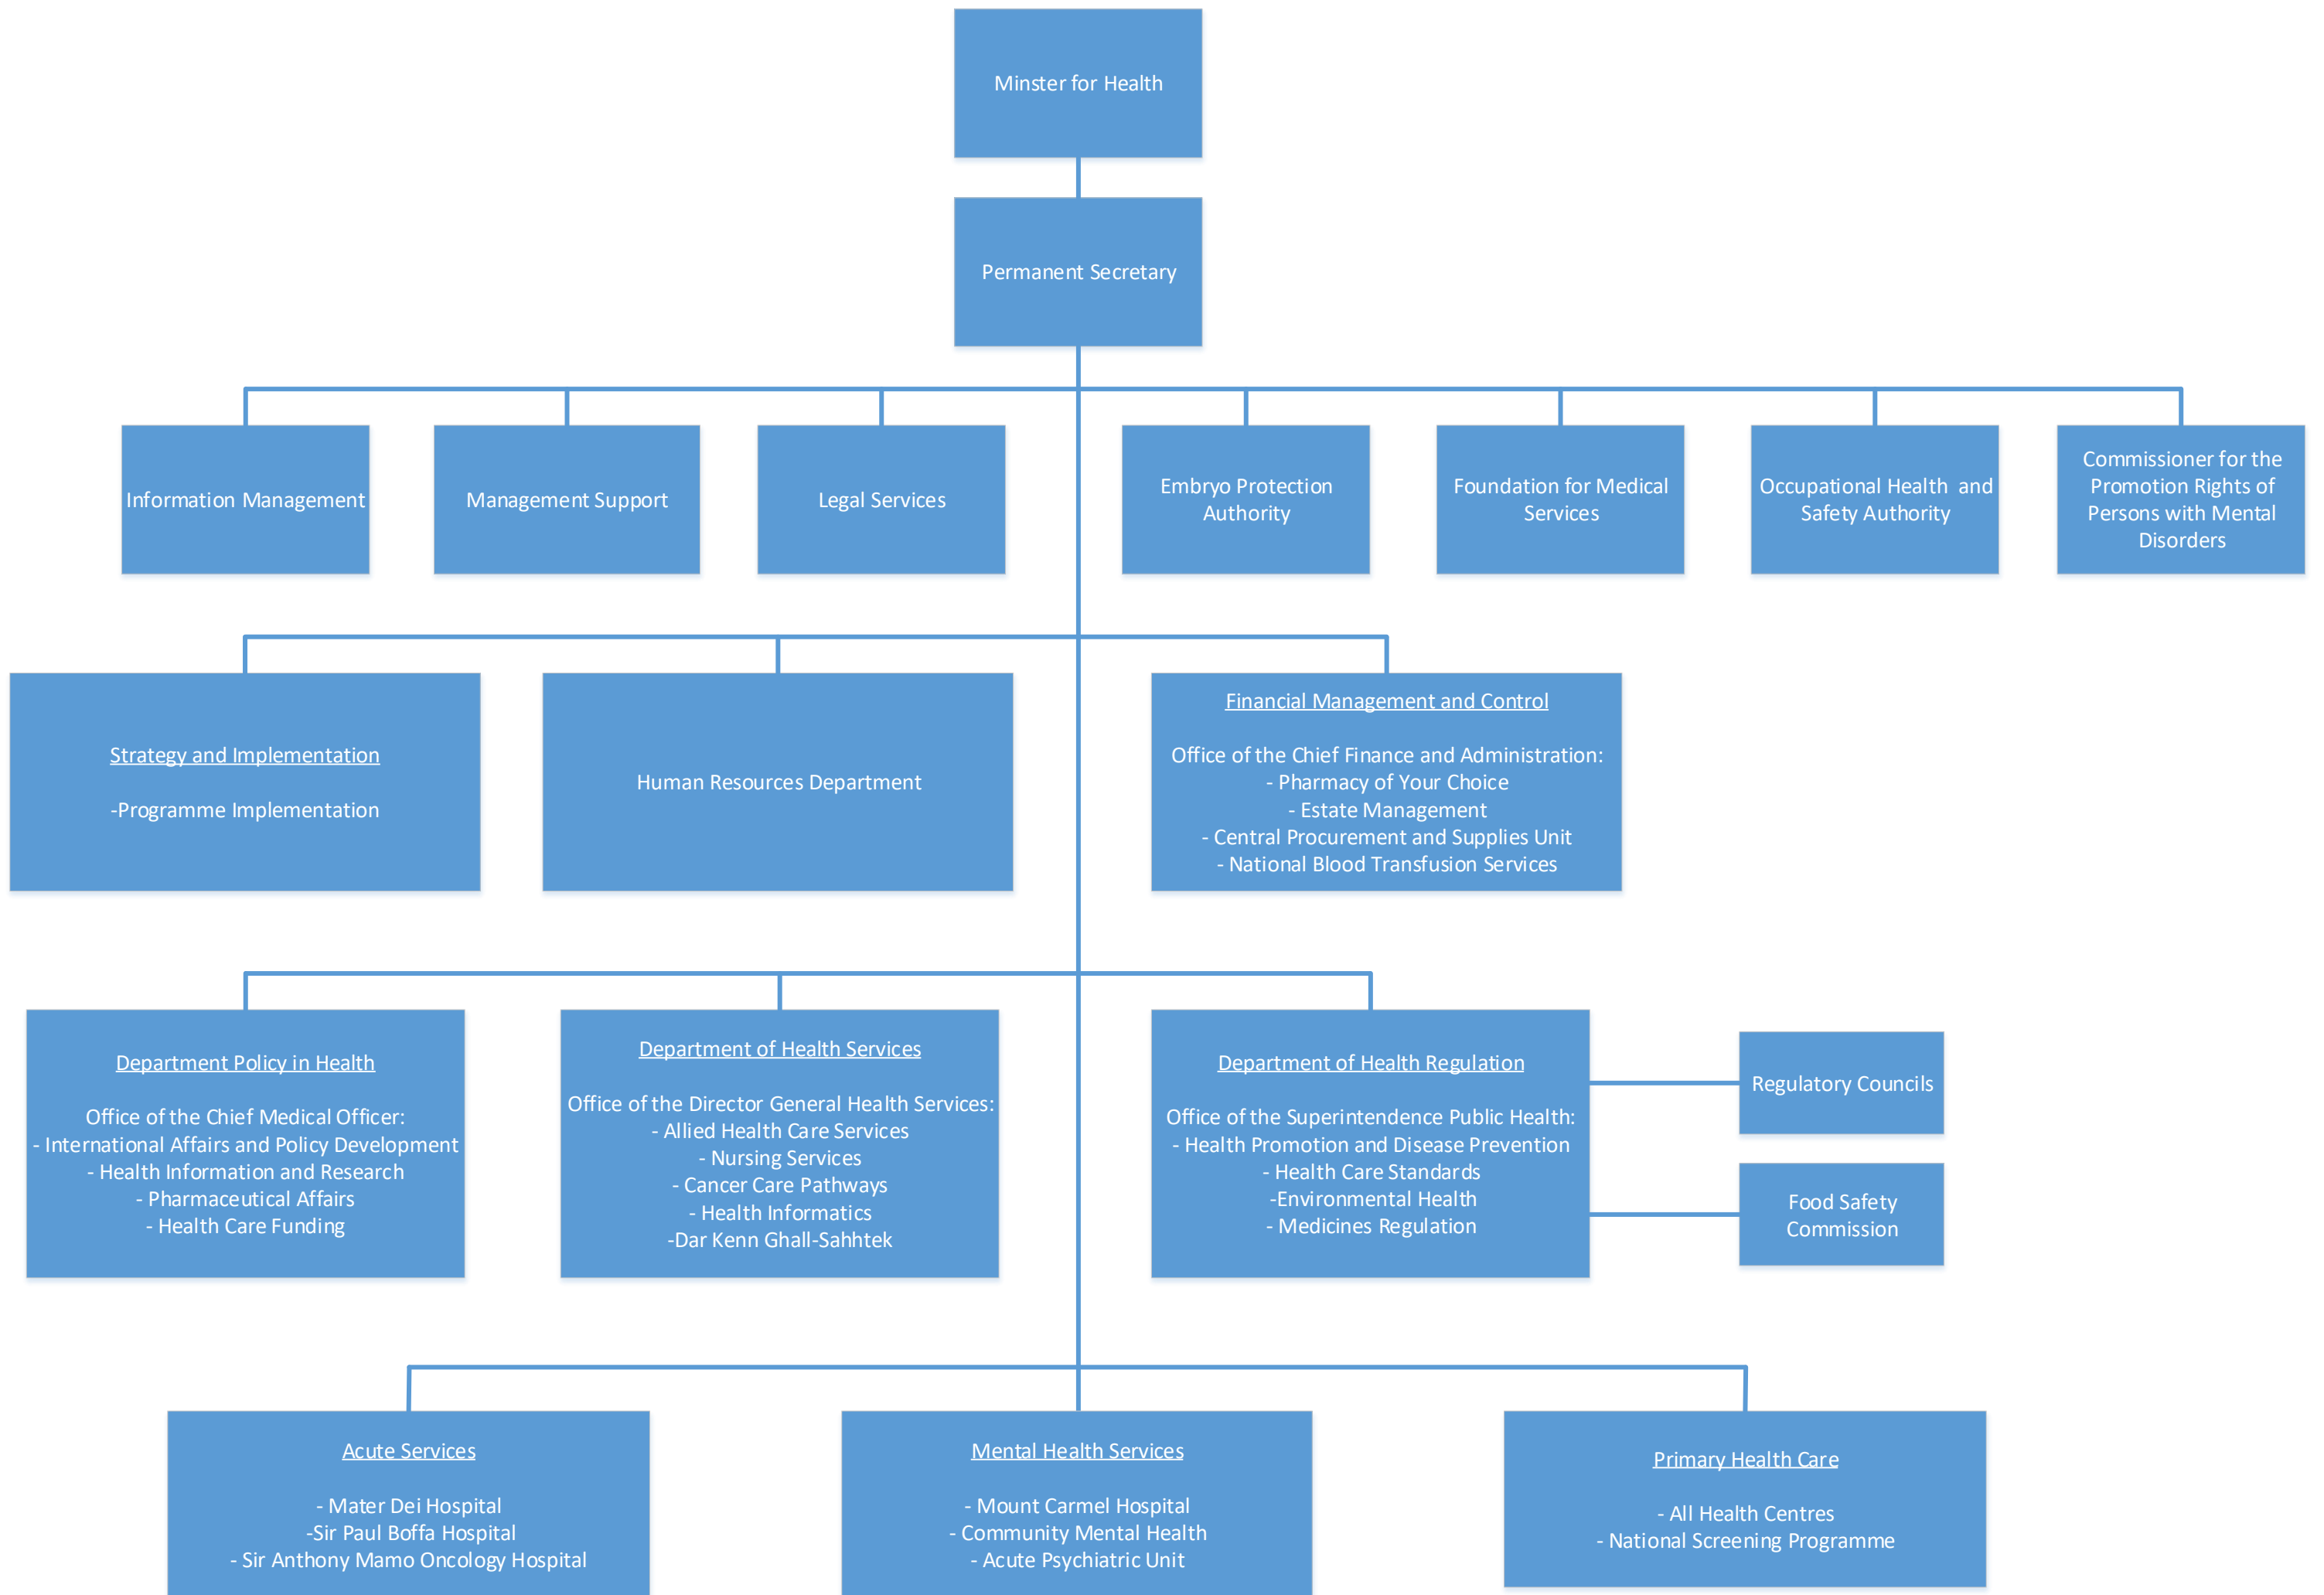 Minster for Health
Permanent Secretary
Information Management
Management Support
Legal Services
Embryo Protection
Authority
Foundation for Medical
Services
Occupational Health  and
Safety Authority
Commissioner for the
Promotion Rights of
Persons with Mental
Disorders
Strategy and Implementation
-Programme Implementation
Human Resources Department
Financial Management and Control
Office of the Chief Finance and Administration:
- Pharmacy of Your Choice
- Estate Management
- Central Procurement and Supplies Unit
- National Blood Transfusion Services
Department Policy in Health
Office of the Chief Medical Officer:
- International Affairs and Policy Development
- Health Information and Research
- Pharmaceutical Affairs
- Health Care Funding
Department of Health Services
Office of the Director General Health Services:
- Allied Health Care Services
- Nursing Services
- Cancer Care Pathways
- Health Informatics
-Dar Kenn Ghall-Sahhtek
Department of Health Regulation
Office of the Superintendence Public Health:
- Health Promotion and Disease Prevention
- Health Care Standards
-Environmental Health
- Medicines Regulation
Regulatory Councils
Food Safety
Commission
Acute Services
- Mater Dei Hospital
-Sir Paul Boffa Hospital
- Sir Anthony Mamo Oncology Hospital
Mental Health Services
- Mount Carmel Hospital
- Community Mental Health
- Acute Psychiatric Unit
Primary Health Care
- All Health Centres
- National Screening Programme